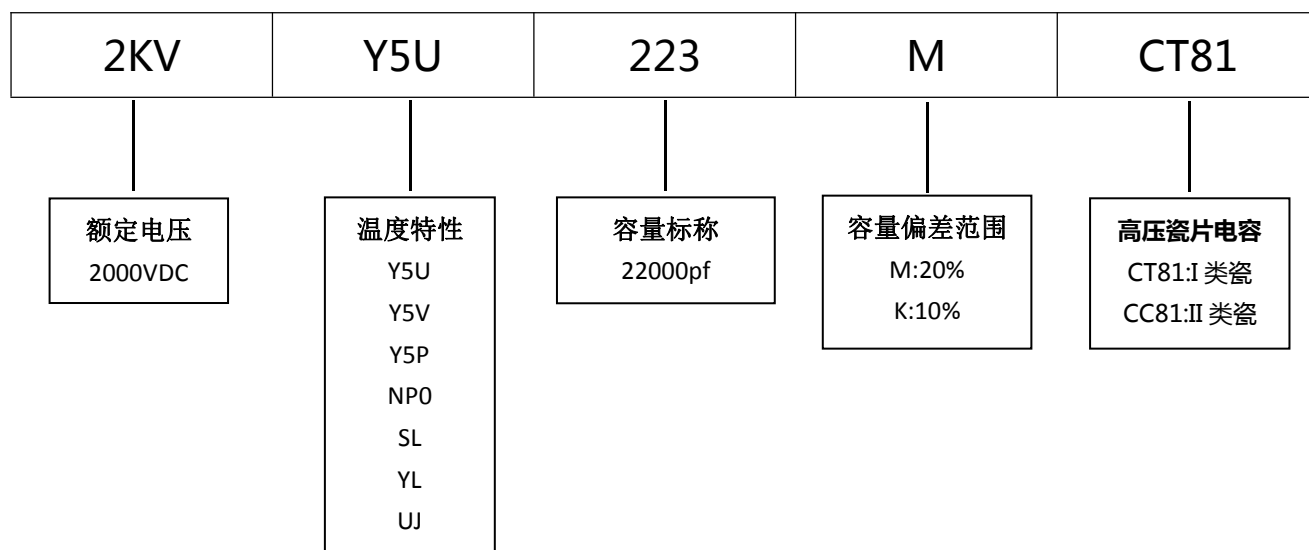 2KV Y5U 223 M CT81
额定电压
2000VDC
温度特性
Y5U
Y5V
Y5P
NP0
SL
YL
UJ
容量标称
22000pf
容量偏差范围
M:20%
K:10%
高压瓷片电容
CT81:I 类瓷
CC81:II 类瓷